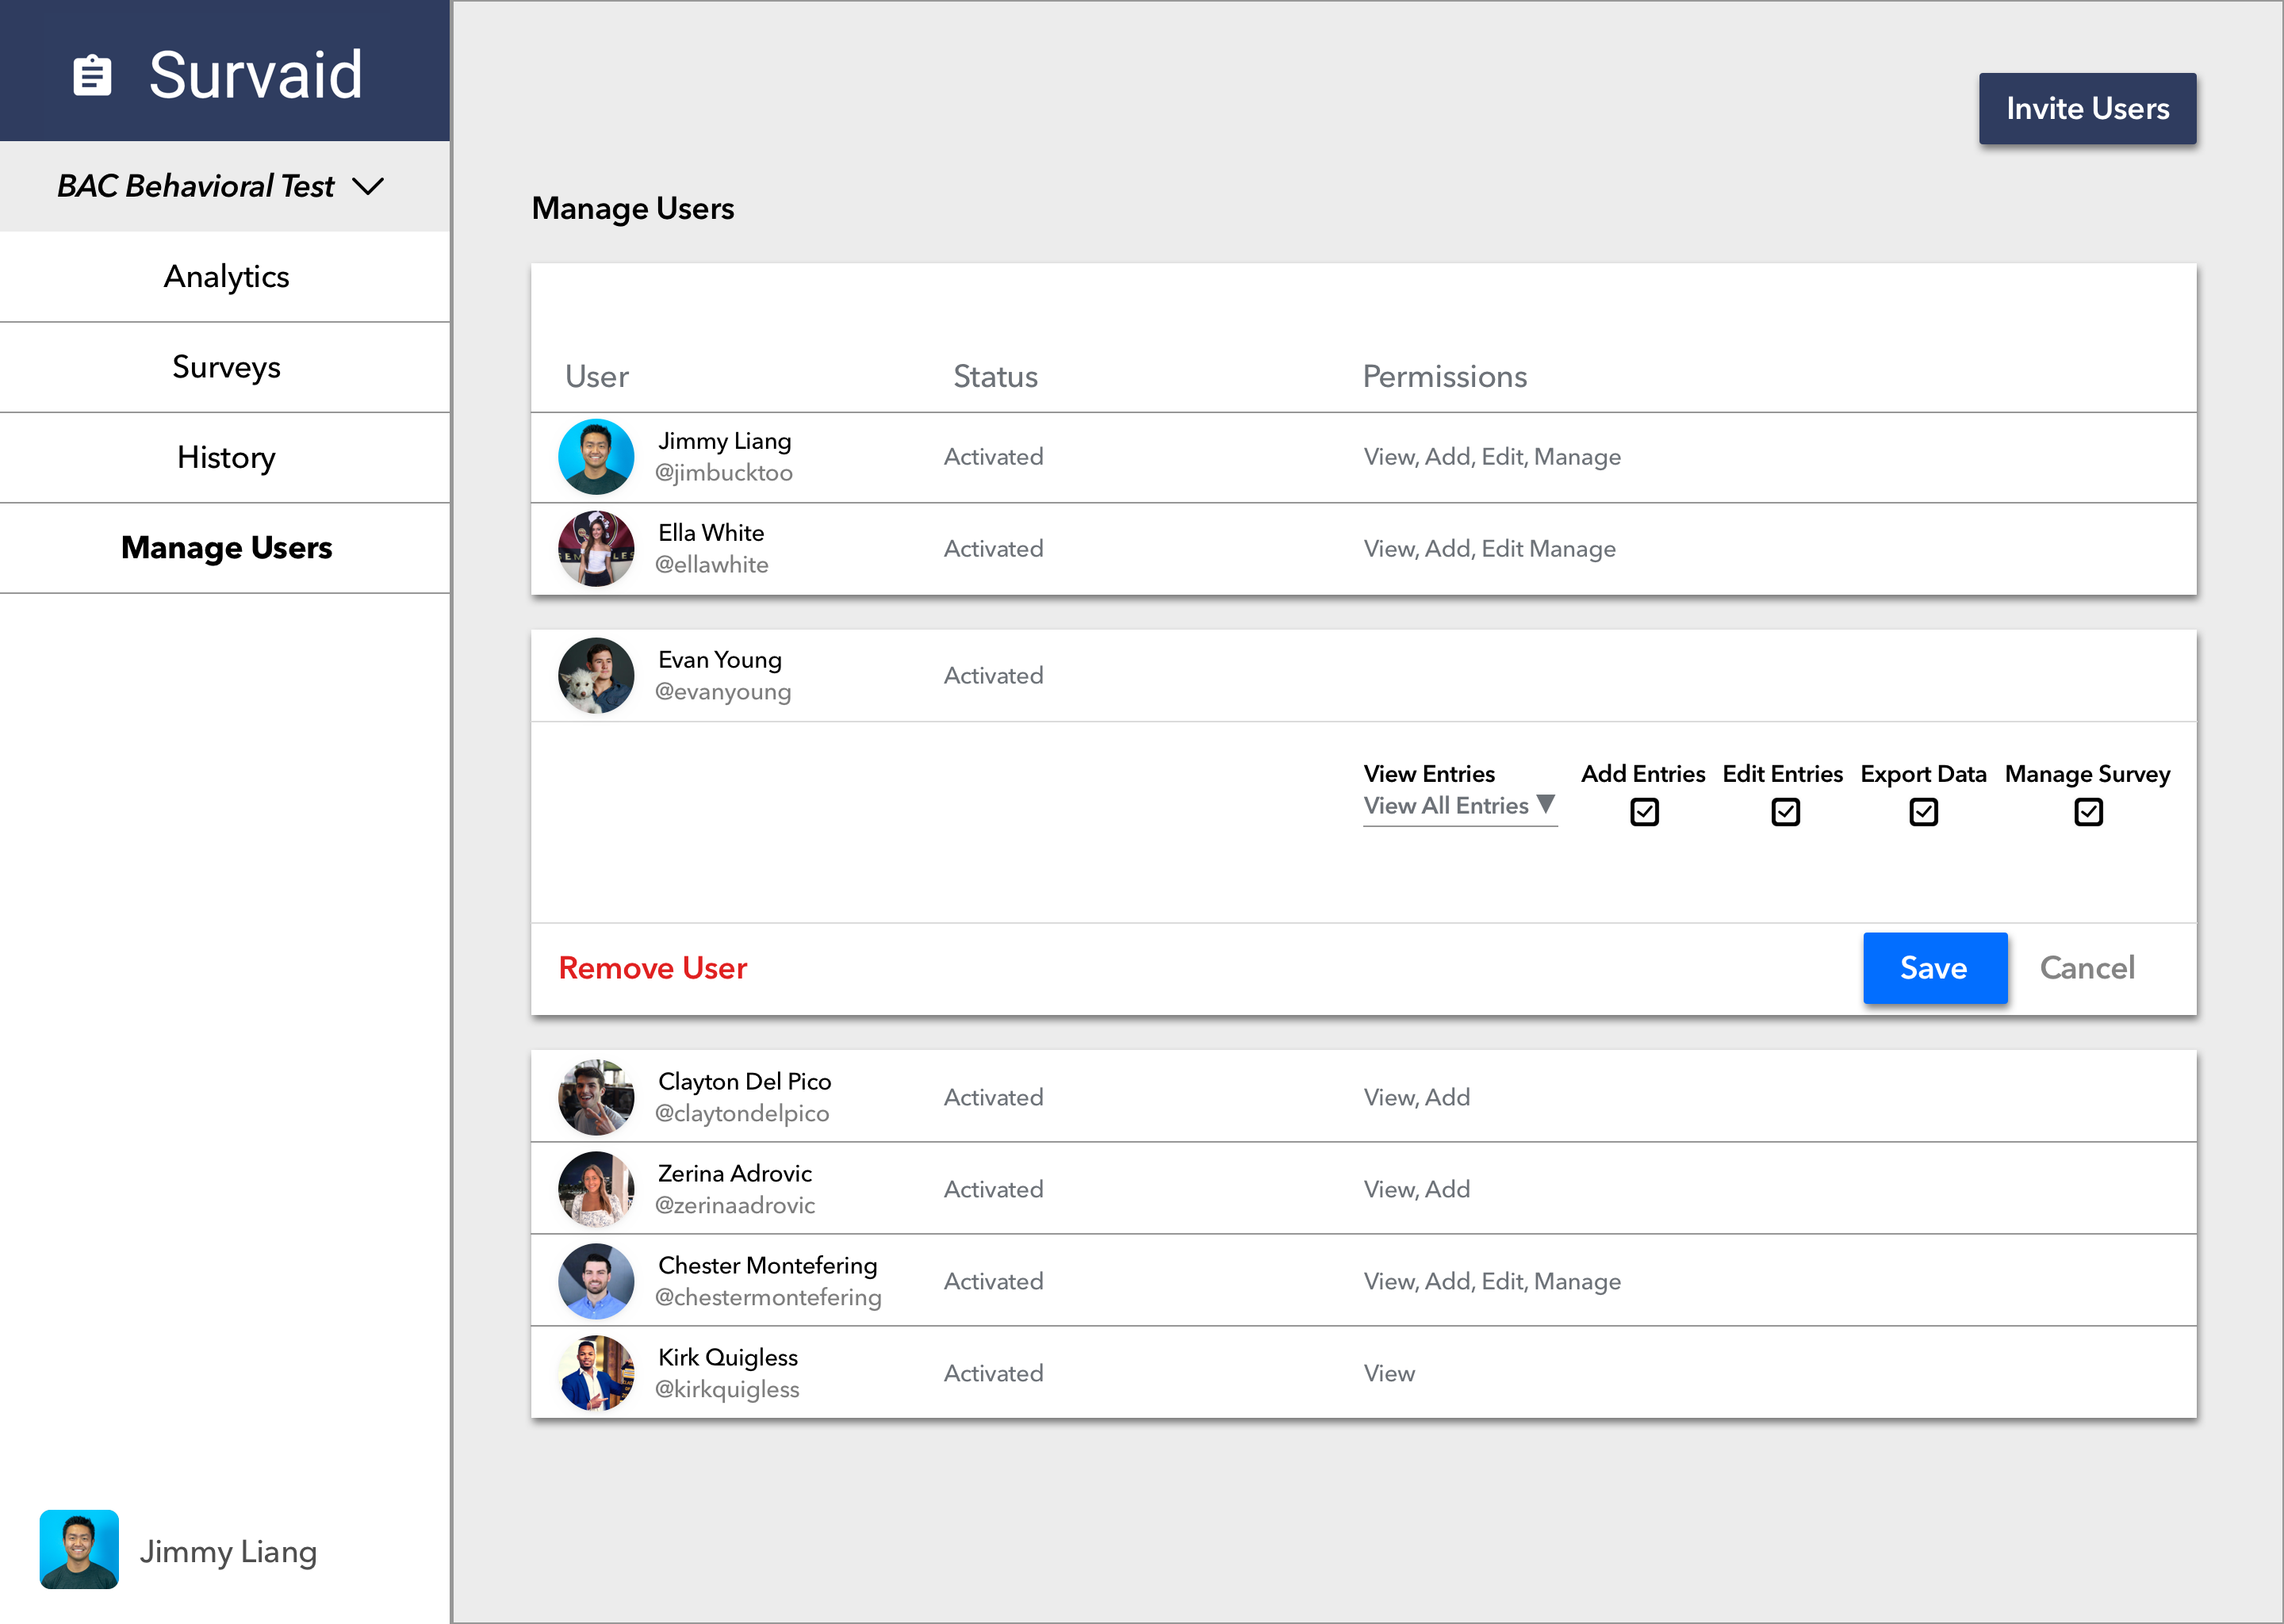 Survaid
BAC Behavioral Test
Analytics
Surveys
History
Manage Users
Jimmy Liang
Invite Users
Manage Users
User Status Permissions
Jimmy Liang
@jimbucktoo
Activated
View, Add, Edit, Manage
Ella White
@ellawhite
Activated
View, Add, Edit Manage
Evan Young
@evanyoung
Activated
View Entries Add Entries Edit Entries Export Data Manage Survey
View All Entries
Remove User Save Cancel
Clayton Del Pico
@claytondelpico
Activated
View, Add
Zerina Adrovic
@zerinaadrovic
Activated
View, Add
Chester Montefering
@chestermontefering
Activated
View, Add, Edit, Manage
Kirk Quigless
@kirkquigless
Activated
View